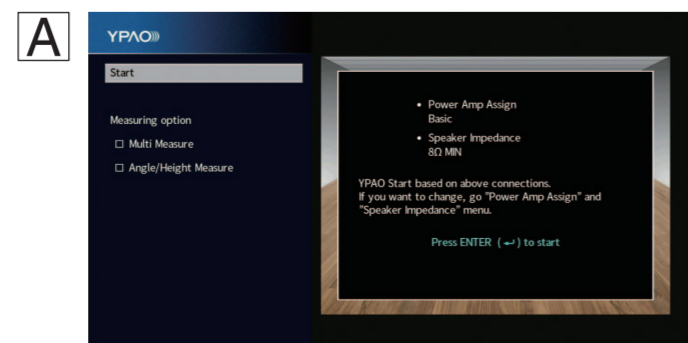 A
YPAO
Start
Measuring option
Multi Measure
Angle/Height Measure
• Power Amp Assign
Basic
• Speaker Impedance
8Ω MIN
YPAO Start based on above connections.
If you want to change, go "Power Amp Assign" and
"Speaker Impedance" menu.
Press ENTER (↵) to start